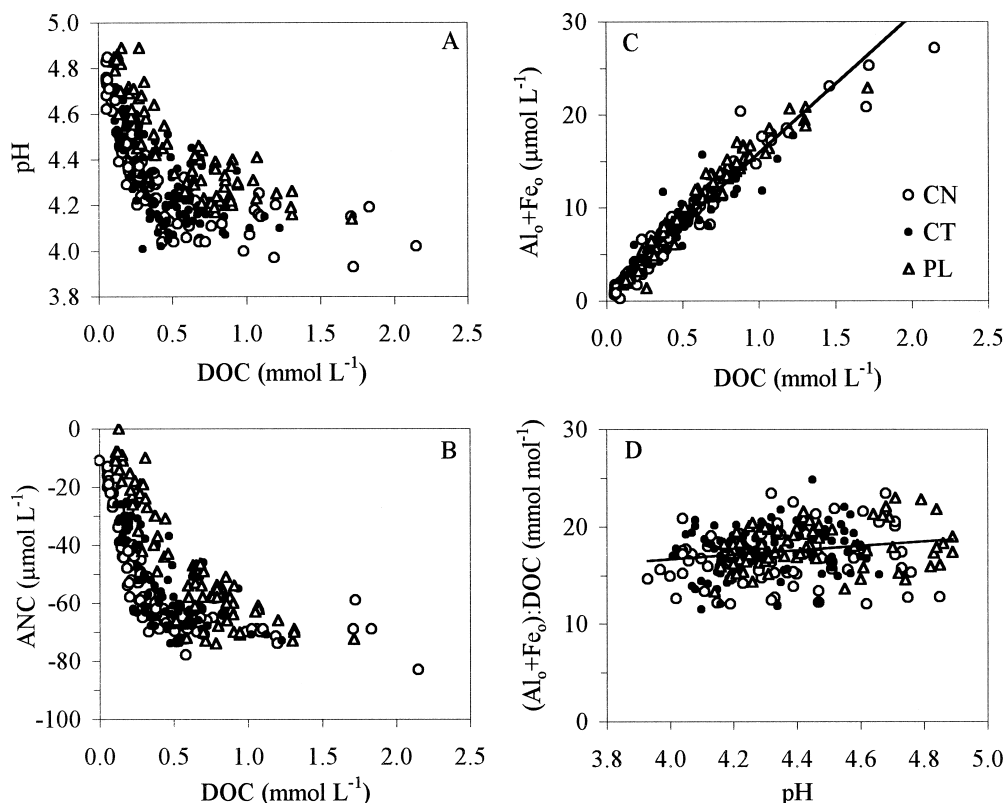 A
5.0
4.8
4.6
4.4
4.2
4.0
3.8
pH
0.0 0.5 1.0 1.5 2.0 2.5
DOC (mmol L⁻¹)
C
30
20
10
0
Alₒ+Feₒ (µmol L⁻¹)
CN
CT
PL
0.0 0.5 1.0 1.5 2.0 2.5
DOC (mmol L⁻¹)
B
0
-20
-40
-60
-80
-100
ANC (µmol L⁻¹)
0.0 0.5 1.0 1.5 2.0 2.5
DOC (mmol L⁻¹)
D
30
20
10
0
(Alₒ+Feₒ):DOC (mmol mol⁻¹)
3.8 4.0 4.2 4.4 4.6 4.8 5.0
pH